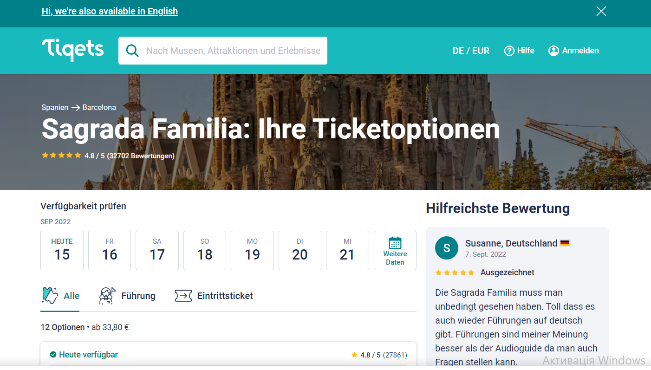 Hi, we're also available in English
Tiqets
Nach Museen, Attraktionen und Erlebnisse
DE / EUR
Hilfe
Anmelden
Spanien → Barcelona
Sagrada Familia: Ihre Ticketoptionen
4.8 / 5 (32702 Bewertungen)
Verfügbarkeit prüfen
SEP 2022
HEUTE
15
FR
16
SA
17
SO
18
MO
19
DI
20
MI
21
Weitere
Daten
Alle
Führung
Eintrittsticket
12 Optionen • ab 33,80 €
Heute verfügbar
4.8 / 5 (27861)
Hilfreichste Bewertung
S
Susanne, Deutschland
7. Sept. 2022
Ausgezeichnet
Die Sagrada Familia muss man
unbedingt gesehen haben. Toll dass es
auch wieder Führungen auf deutsch
gibt. Führungen sind meiner Meinung
besser als der Audioguide da man auch
Fragen stellen kann.
Активація Windows